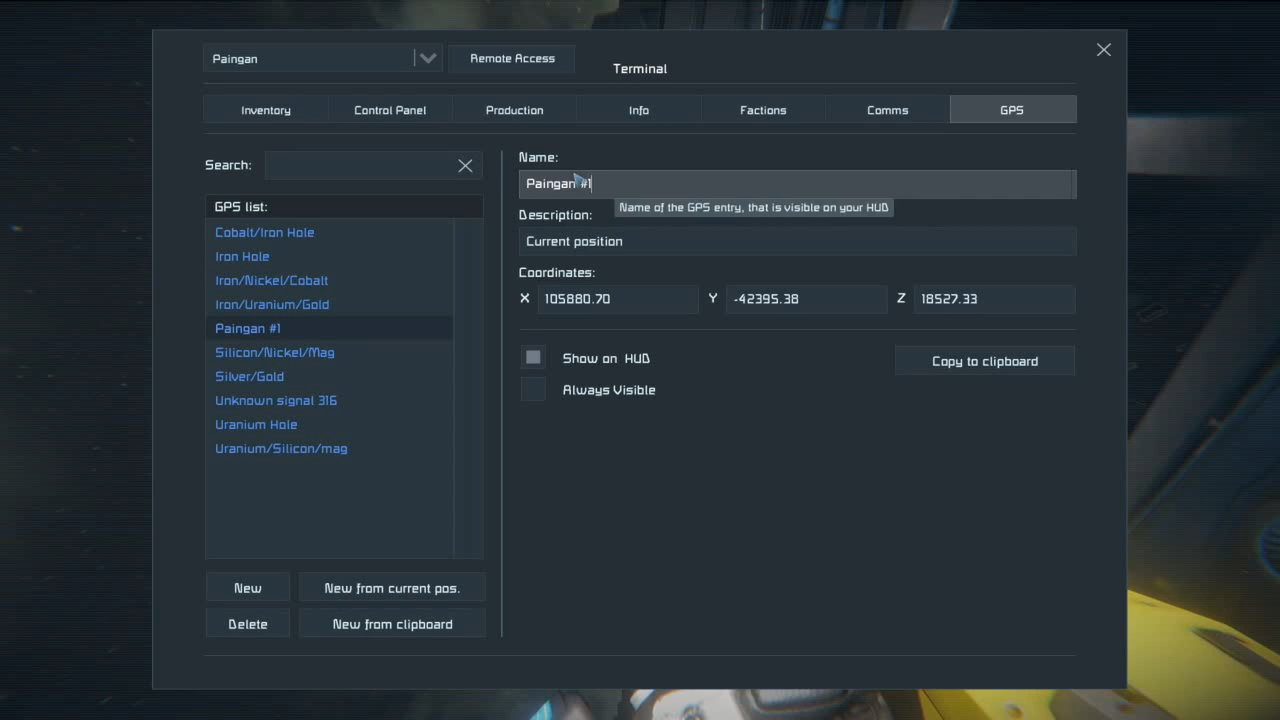 Paingan
Remote Access
Terminal
Inventory
Control Panel
Production
Info
Factions
Comms
GPS
Search:
GPS list:
Cobalt/Iron Hole
Iron Hole
Iron/Nickel/Cobalt
Iron/Uranium/Gold
Paingan #1
Silicon/Nickel/Mag
Silver/Gold
Unknown signal 316
Uranium Hole
Uranium/Silicon/mag
New
New from current pos.
Delete
New from clipboard
Name:
Paingan #1
Name of the GPS entry, that is visible on your HUD
Description:
Current position
Coordinates:
X 105880.70 Y -42395.38 Z 18527.33
Show on HUD
Copy to clipboard
Always Visible